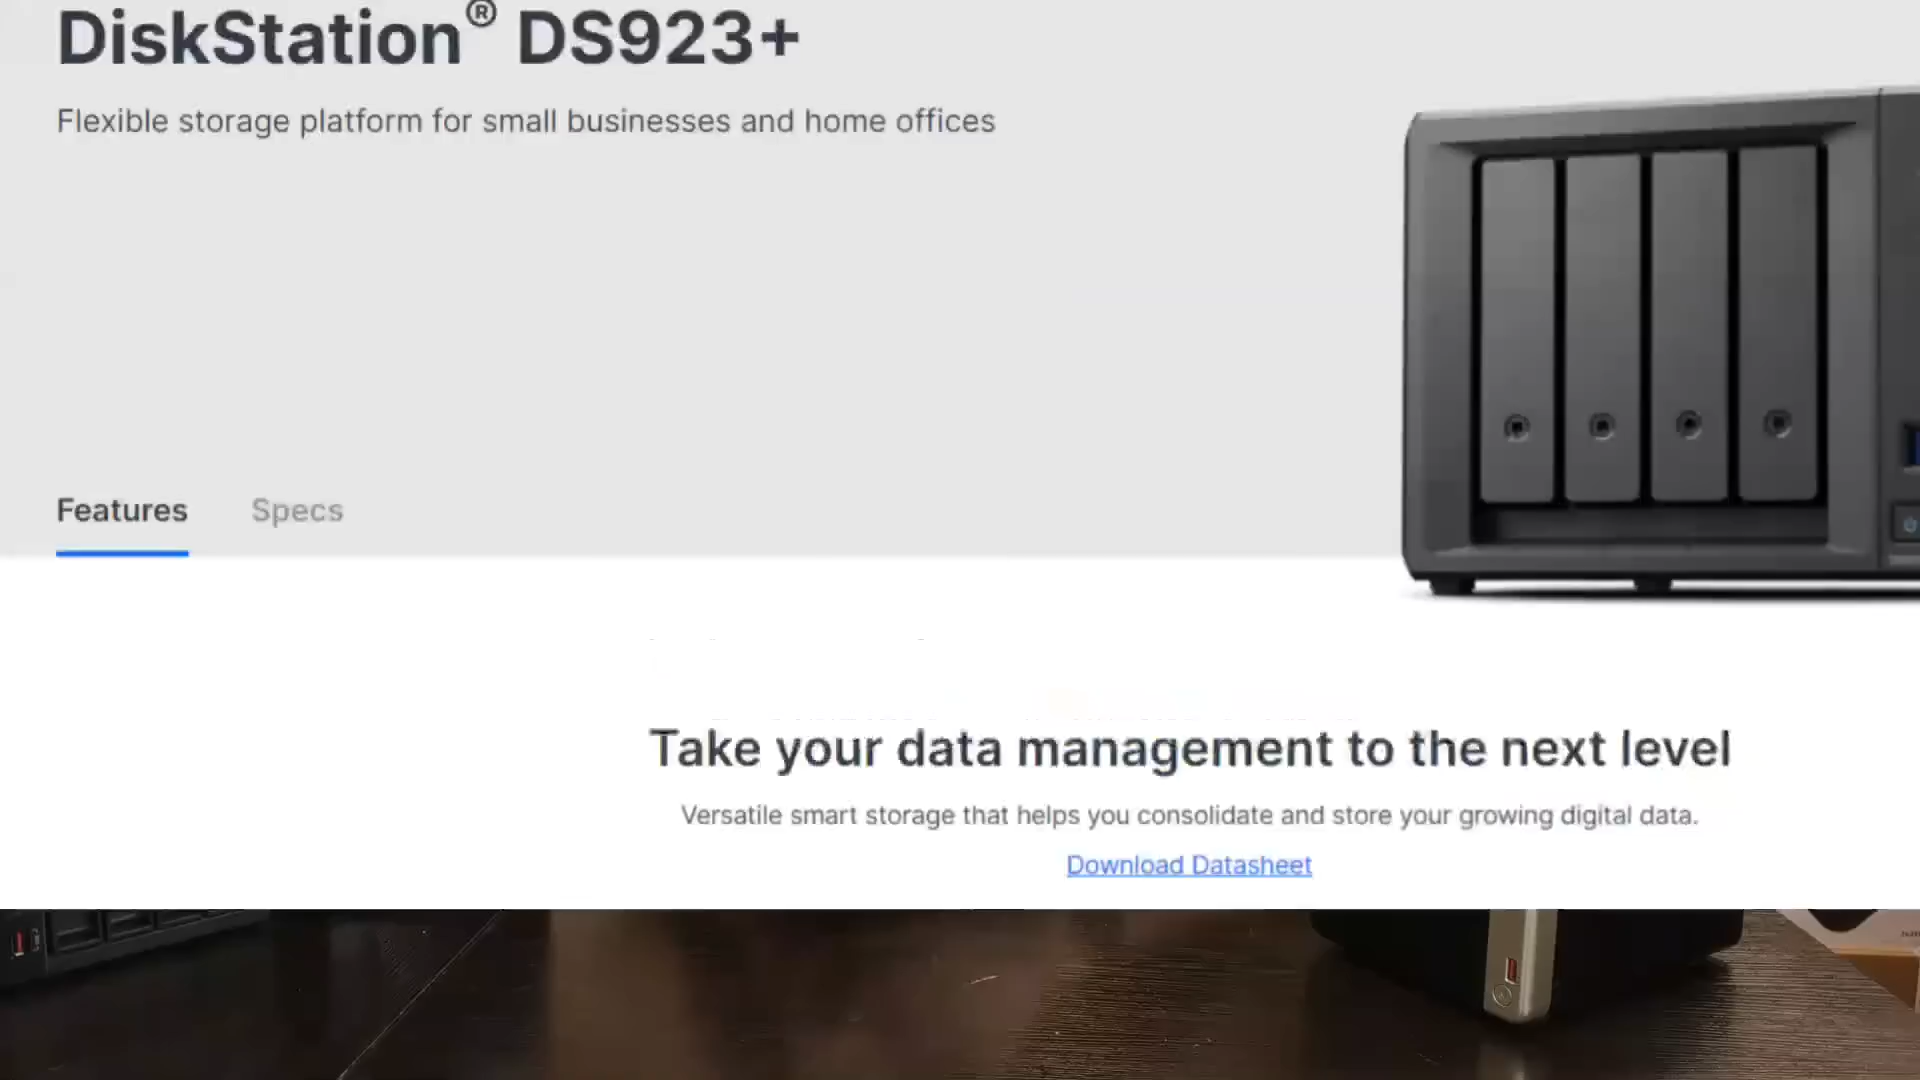 DiskStation® DS923+
Flexible storage platform for small businesses and home offices
Features Specs
Take your data management to the next level
Versatile smart storage that helps you consolidate and store your growing digital data.
Download Datasheet